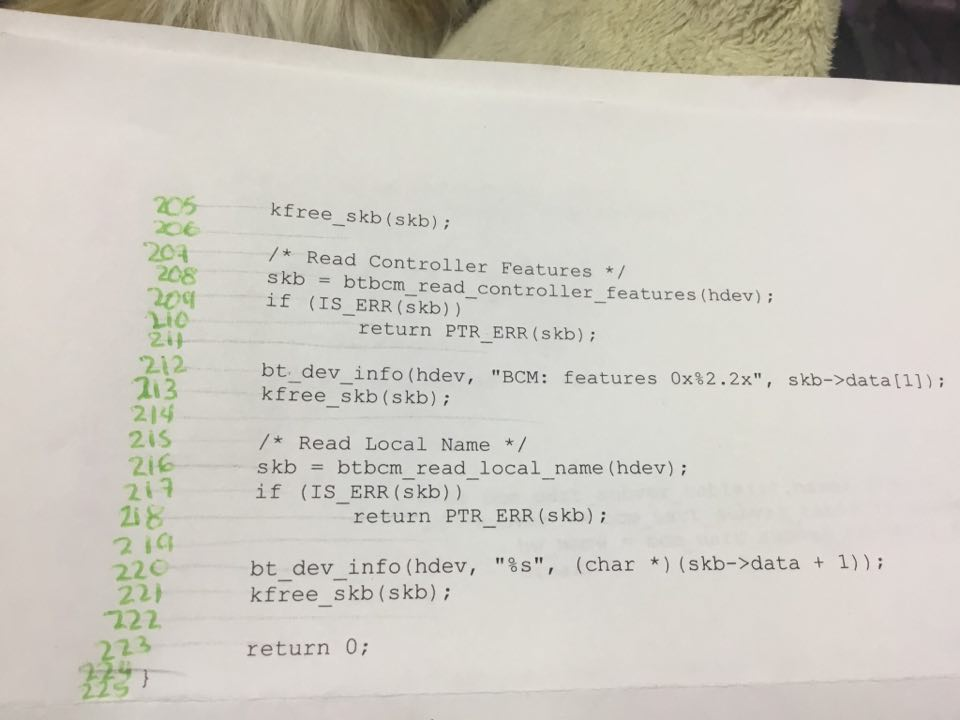 205 kfree_skb(skb);
206
207 /* Read Controller Features */
208 skb = btbcm_read_controller_features(hdev);
209 if (IS_ERR(skb))
210 return PTR_ERR(skb);
211
212 bt_dev_info(hdev, "BCM: features 0x%2.2x", skb->data[1]);
213 kfree_skb(skb);
214
215 /* Read Local Name */
216 skb = btbcm_read_local_name(hdev);
217 if (IS_ERR(skb))
218 return PTR_ERR(skb);
219
220 bt_dev_info(hdev, "%s", (char *)(skb->data + 1));
221 kfree_skb(skb);
222
223 return 0;
224 }
225